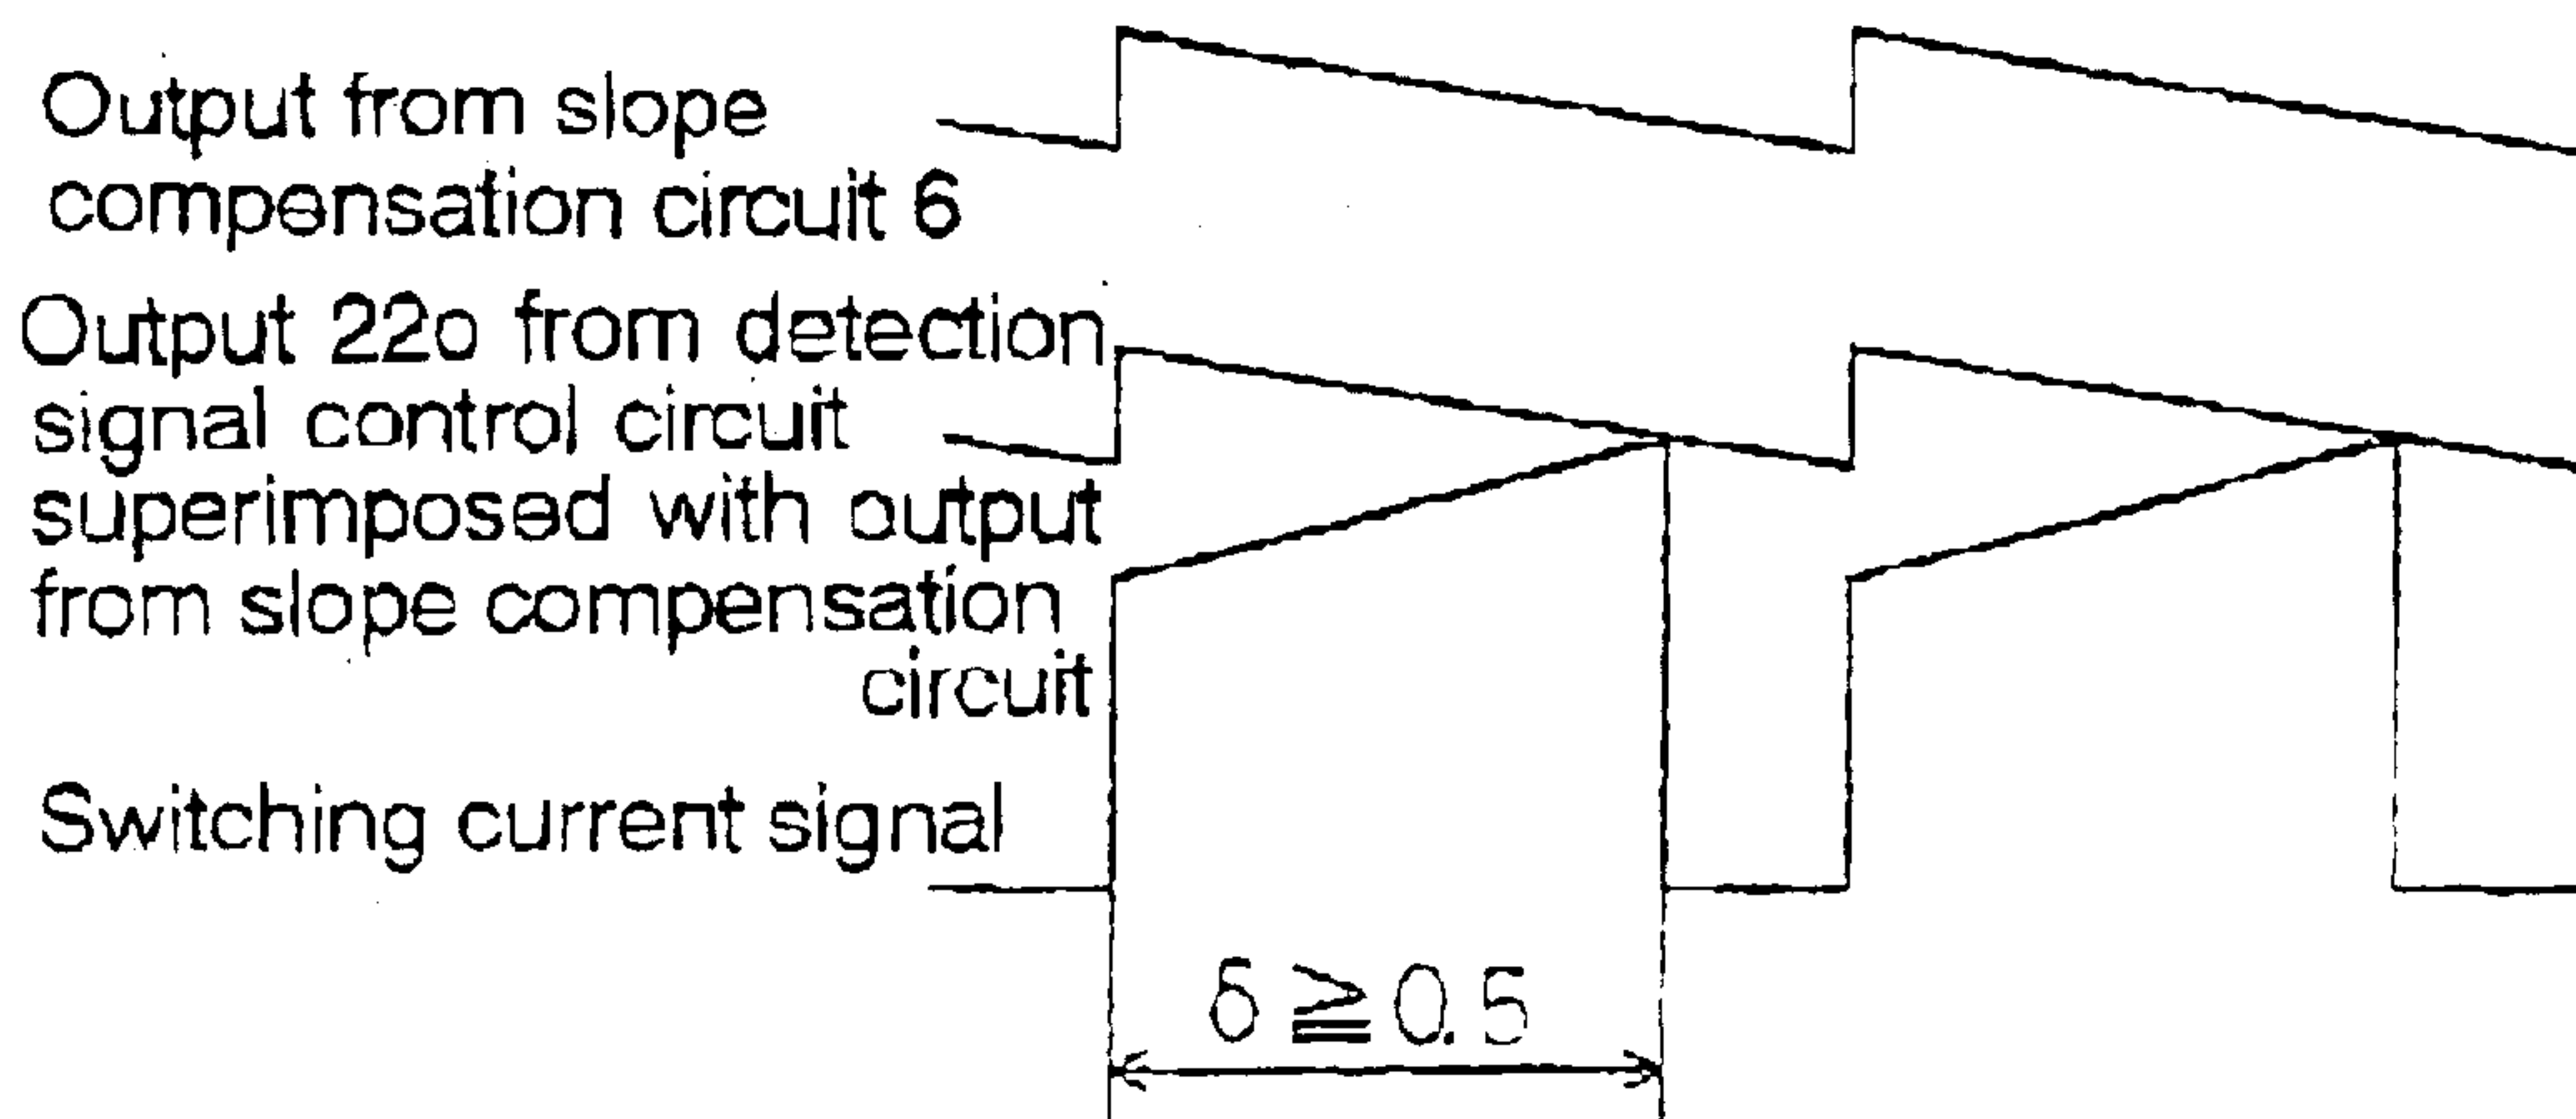 Output from slope
compensation circuit 6
Output 22o from detection
signal control circuit
superimposed with output
from slope compensation
circuit
Switching current signal
δ ≧ 0.5